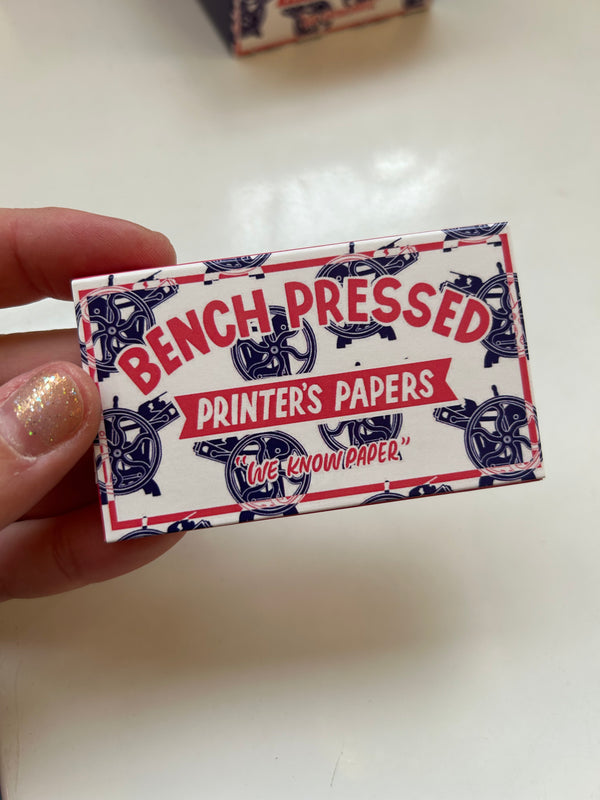 BENCH PRESSED
PRINTER'S PAPERS
"WE KNOW PAPER"